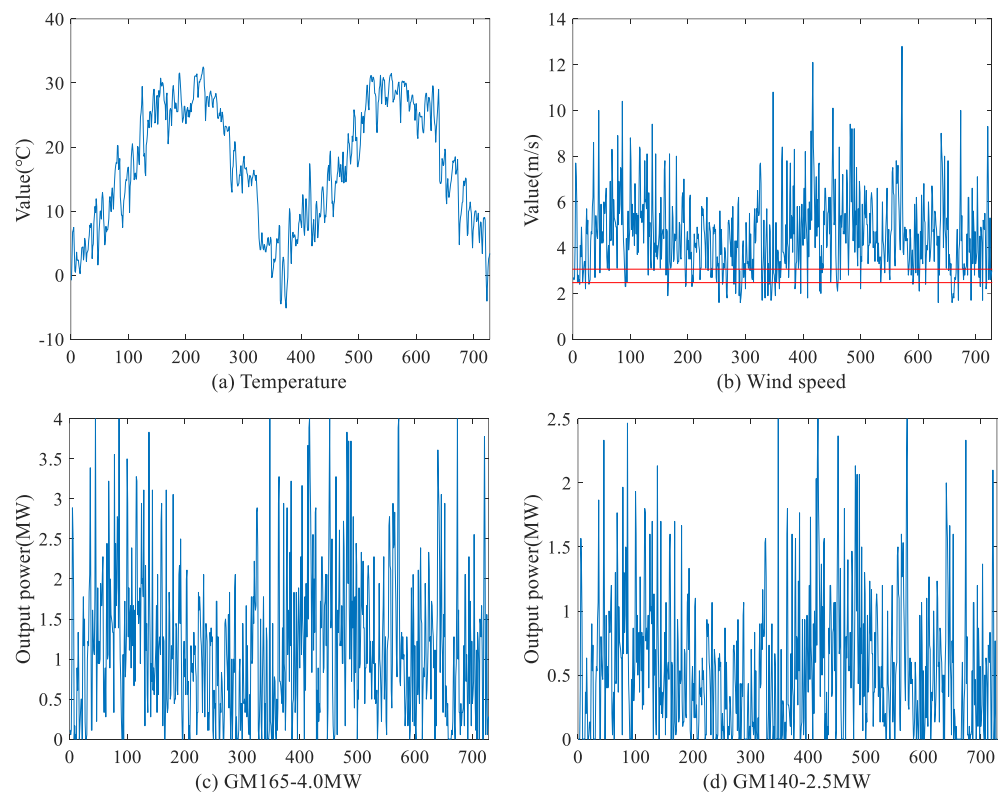 40
30
20
10
0
-10
Value(℃)
0 100 200 300 400 500 600 700
(a) Temperature
14
12
10
8
6
4
2
0
Value(m/s)
0 100 200 300 400 500 600 700
(b) Wind speed
4
3.5
3
2.5
2
1.5
1
0.5
0
Output power(MW)
0 100 200 300 400 500 600 700
(c) GM165-4.0MW
2.5
2
1.5
1
0.5
0
Output power(MW)
0 100 200 300 400 500 600 700
(d) GM140-2.5MW